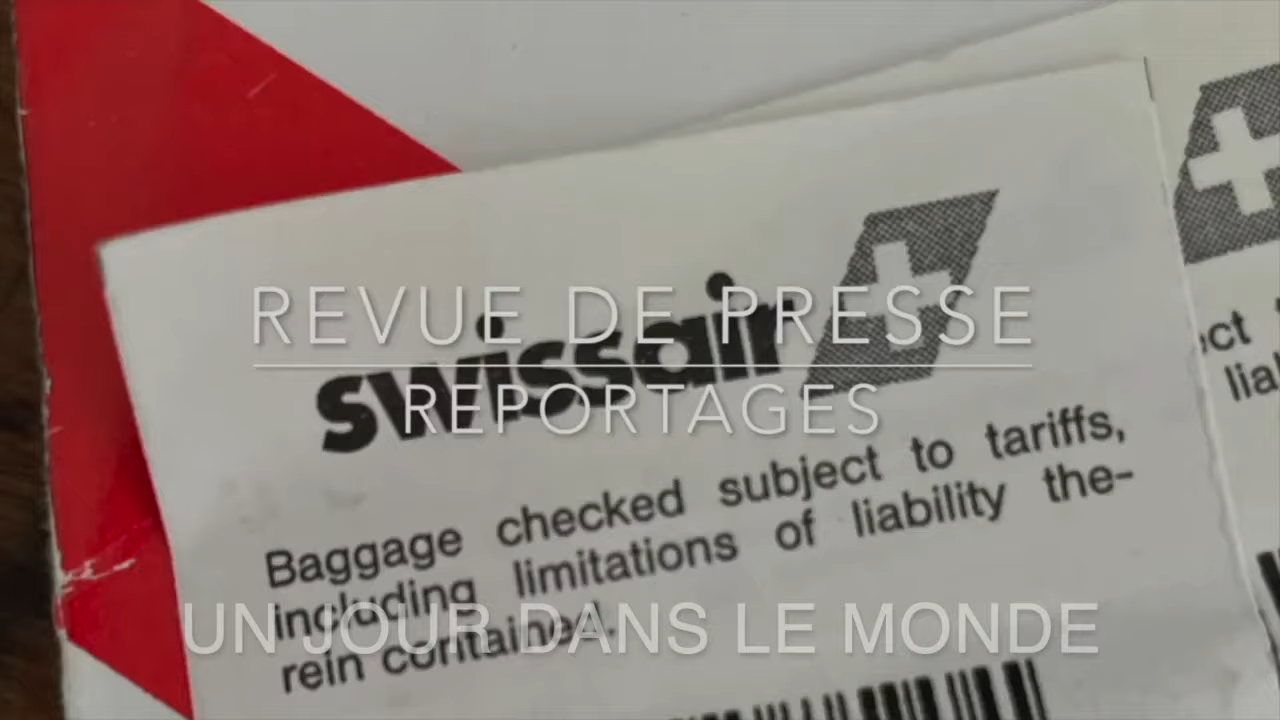 REVUE DE PRESSE
swissair
REPORTAGES
ct
lia
Baggage checked subject to tariffs,
including limitations of liability the-
rein contained.
UN JOUR DANS LE MONDE